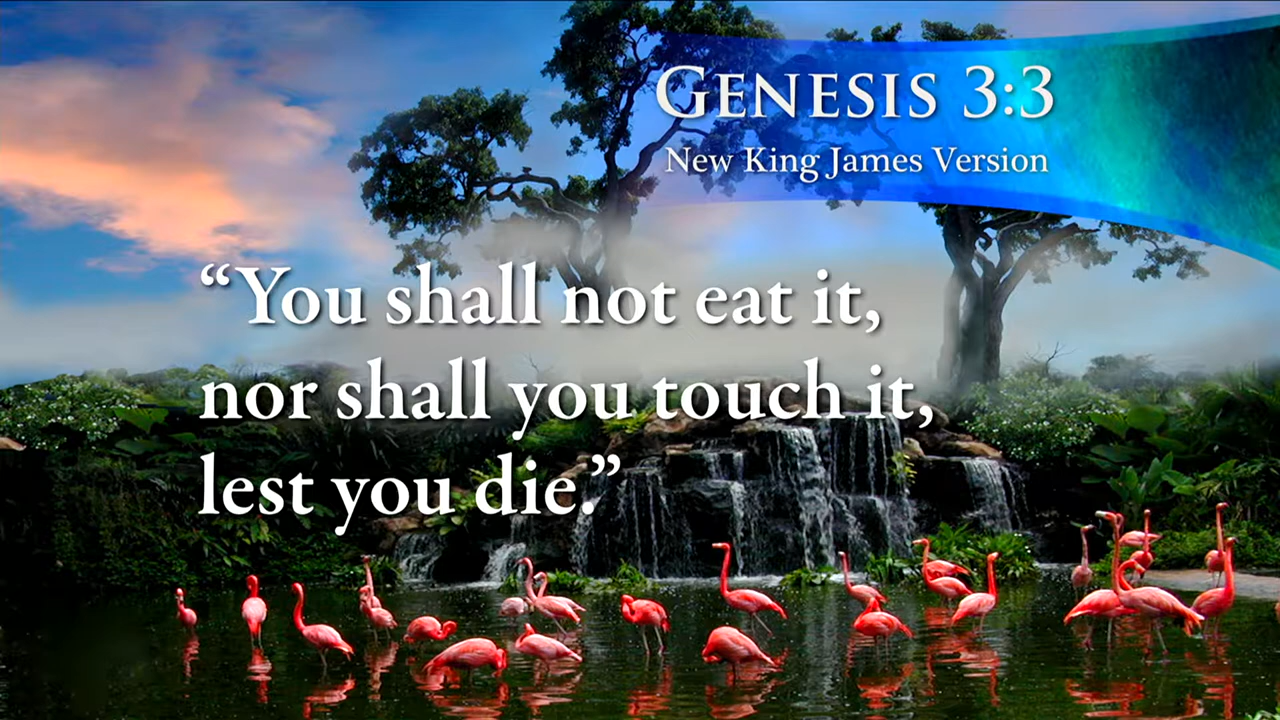 GENESIS 3:3
New King James Version
“You shall not eat it,
nor shall you touch it,
lest you die.”